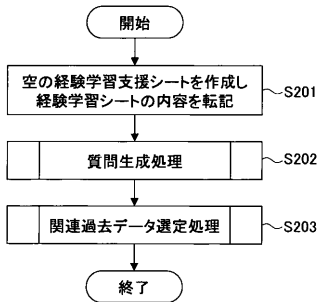 開始
空の経験学習支援シートを作成し
経験学習シートの内容を転記
S201
質問生成処理
S202
関連過去データ選定処理
S203
終了